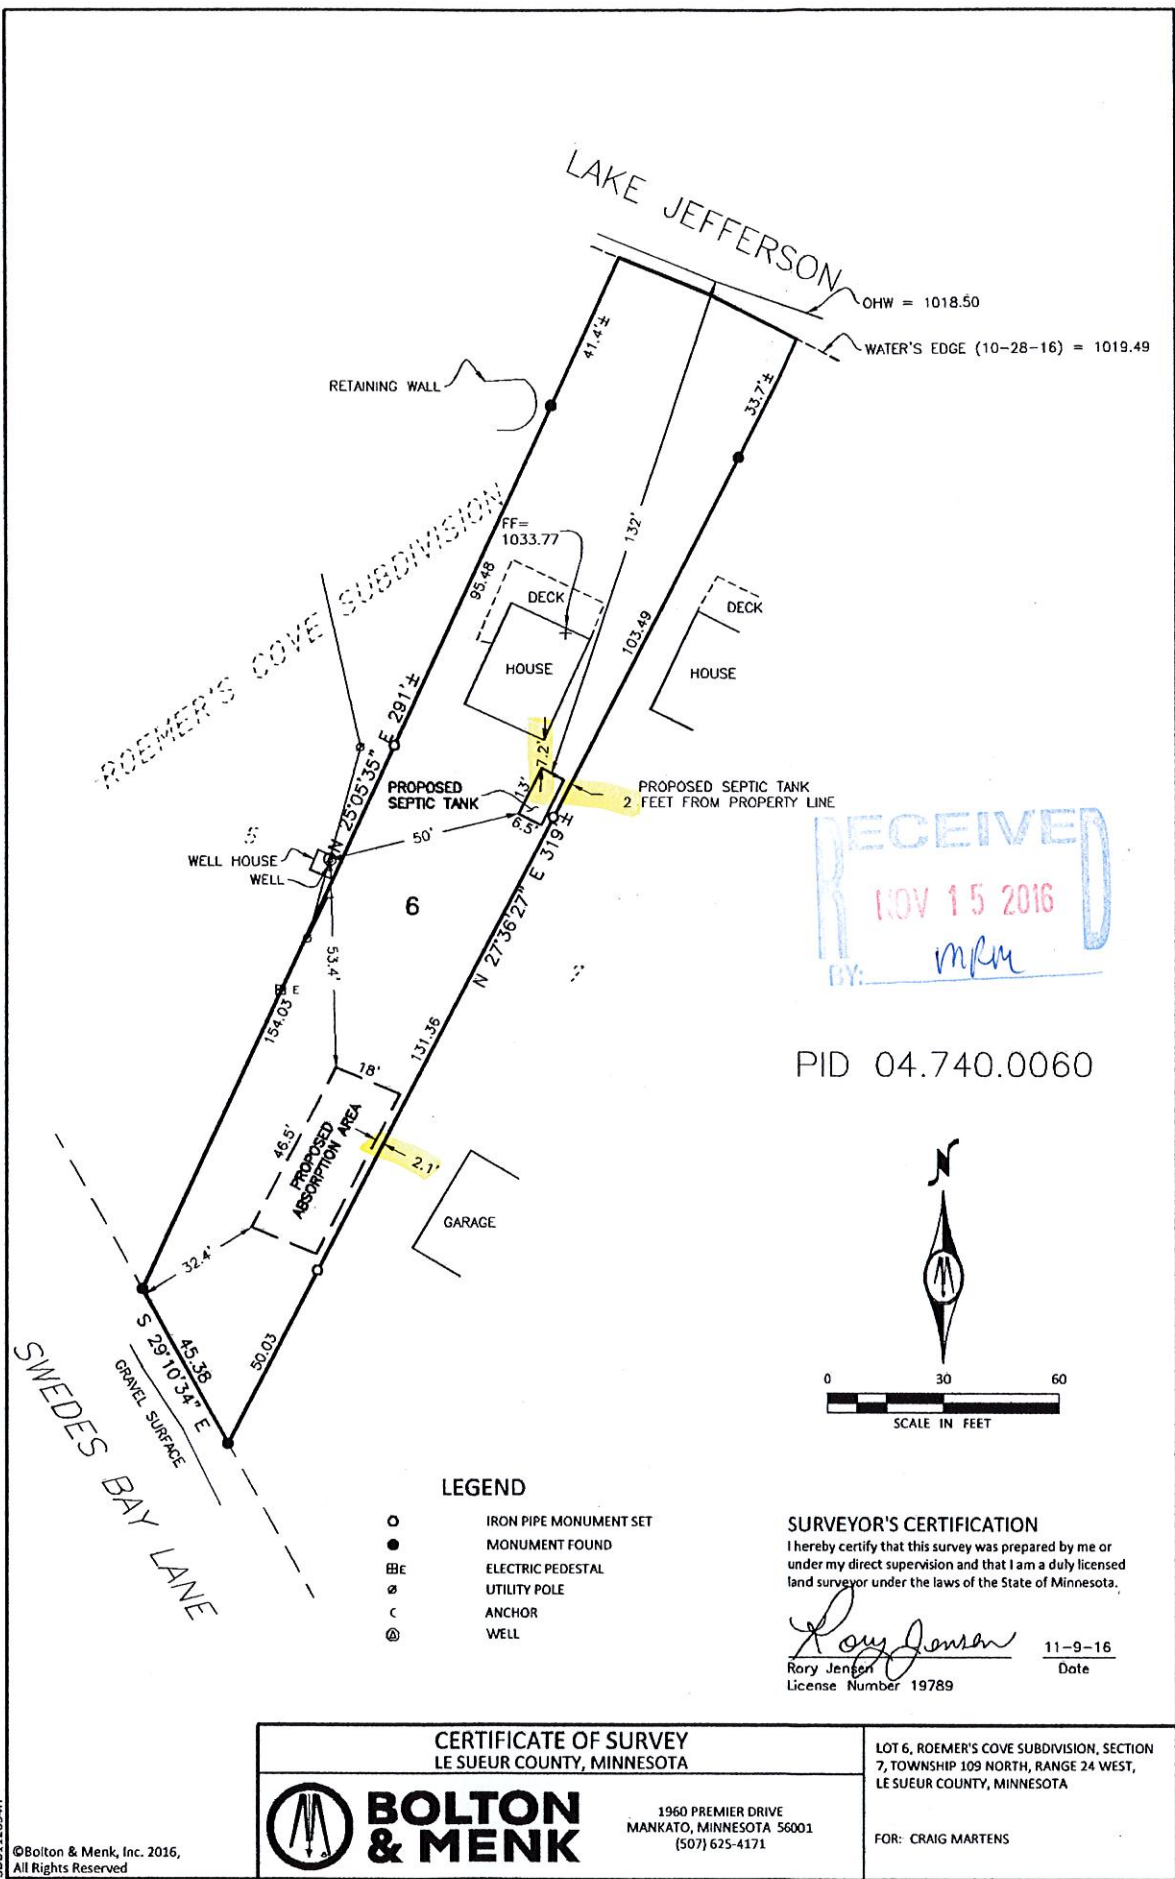 LAKE JEFFERSON
OHW = 1018.50
WATER'S EDGE (10-28-16) = 1019.49
41.4'±
33.7'±
RETAINING WALL
ROEMER'S COVE SUBDIVISION
FF=
1033.77
132'
95.48
DECK
HOUSE
103.49
DECK
HOUSE
N 25°05'35" E 291'±
7.2'
13'
6.5'
PROPOSED
SEPTIC TANK
PROPOSED SEPTIC TANK
2 FEET FROM PROPERTY LINE
50'
5
WELL HOUSE
WELL
6
N 27°36'27" E 319'±
7
53.4'
E
154.03
131.36
18'
46.5'
PROPOSED
ABSORPTION AREA
2.1'
GARAGE
32.4'
S 29°10'34" E
45.38
50.03
GRAVEL SURFACE
SWEDES BAY LANE
RECEIVED
NOV 15 2016
BY: MRM
PID 04.740.0060
N
0 30 60
SCALE IN FEET
LEGEND
IRON PIPE MONUMENT SET
MONUMENT FOUND
E ELECTRIC PEDESTAL
UTILITY POLE
ANCHOR
WELL
SURVEYOR'S CERTIFICATION
I hereby certify that this survey was prepared by me or
under my direct supervision and that I am a duly licensed
land surveyor under the laws of the State of Minnesota.
Rory Jensen
11-9-16
Rory Jensen
Date
License Number 19789
CERTIFICATE OF SURVEY
LE SUEUR COUNTY, MINNESOTA
BOLTON
& MENK
1960 PREMIER DRIVE
MANKATO, MINNESOTA 56001
(507) 625-4171
LOT 6, ROEMER'S COVE SUBDIVISION, SECTION
7, TOWNSHIP 109 NORTH, RANGE 24 WEST,
LE SUEUR COUNTY, MINNESOTA
FOR: CRAIG MARTENS
©Bolton & Menk, Inc. 2016,
All Rights Reserved